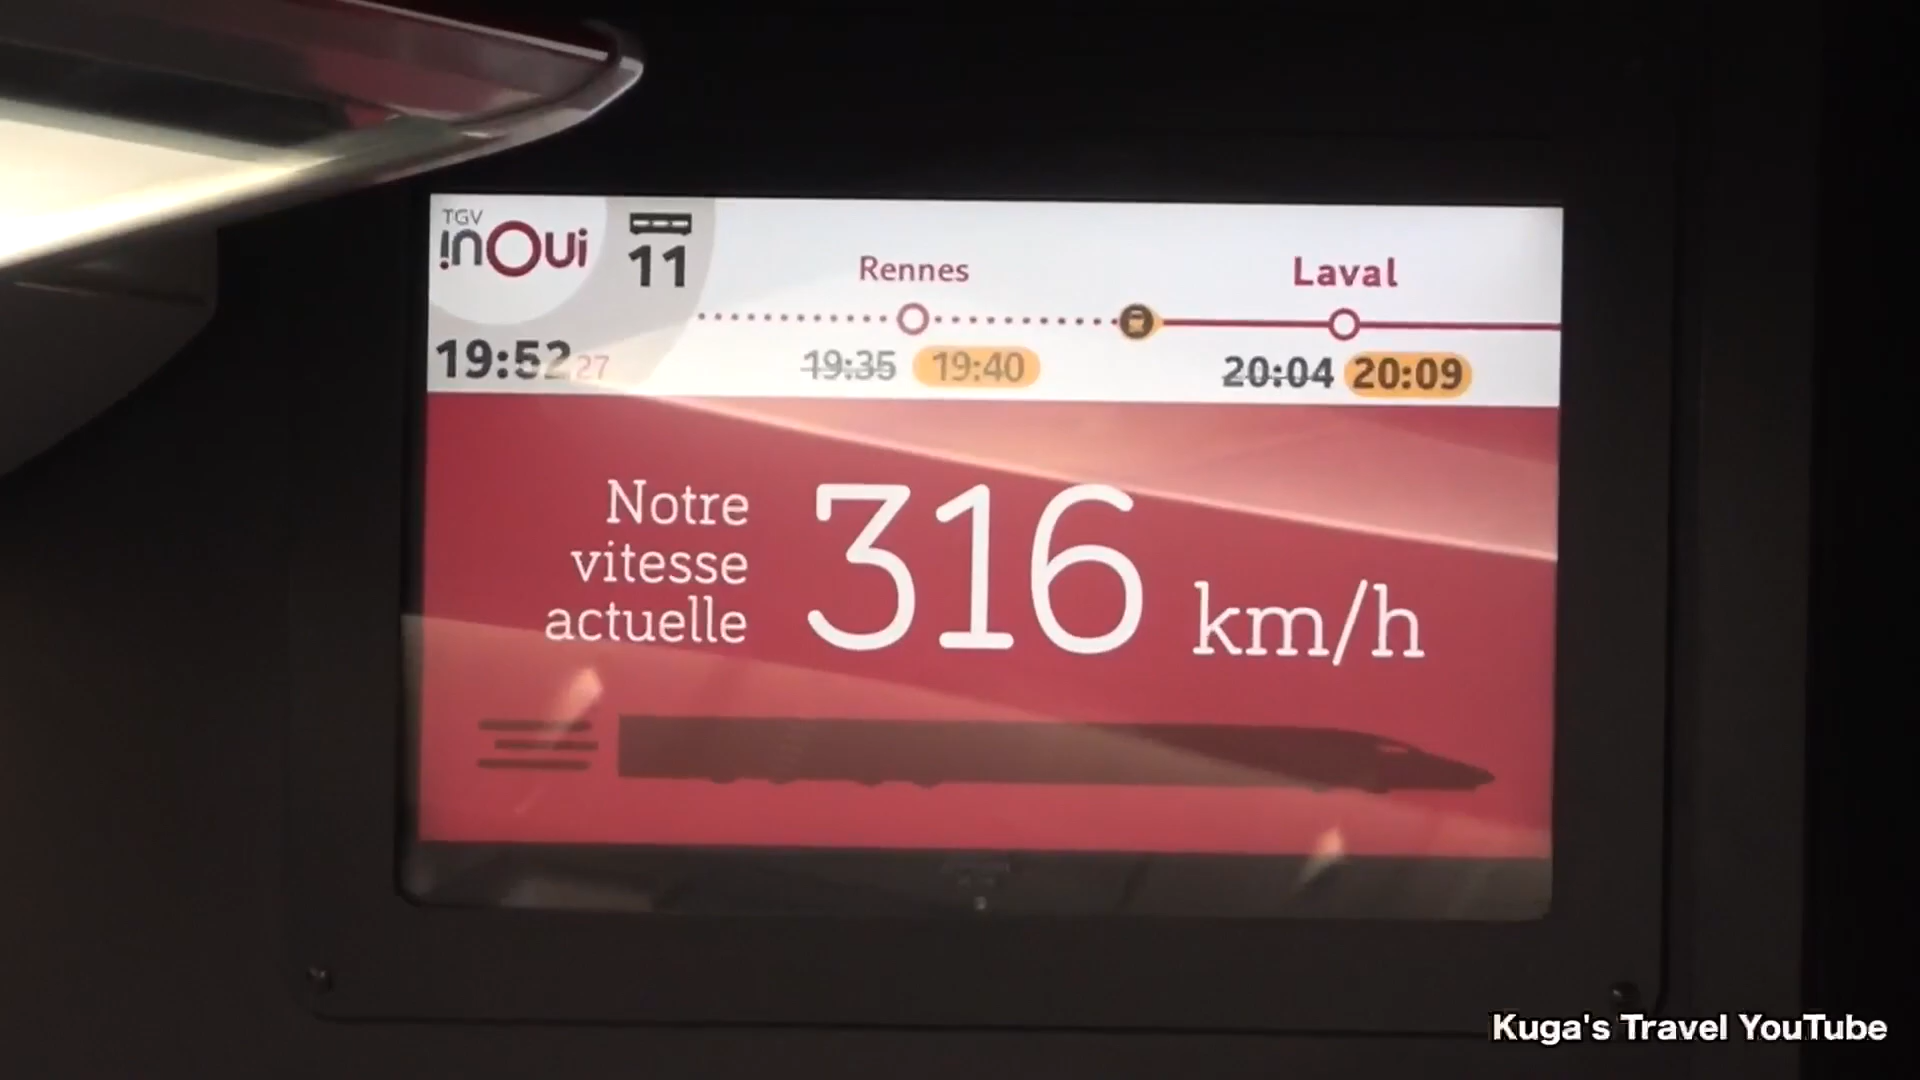 TGV
inOui
11
Rennes
Laval
19:52 27
19:35 19:40
20:04 20:09
Notre
vitesse
actuelle
316 km/h
Kuga's Travel YouTube